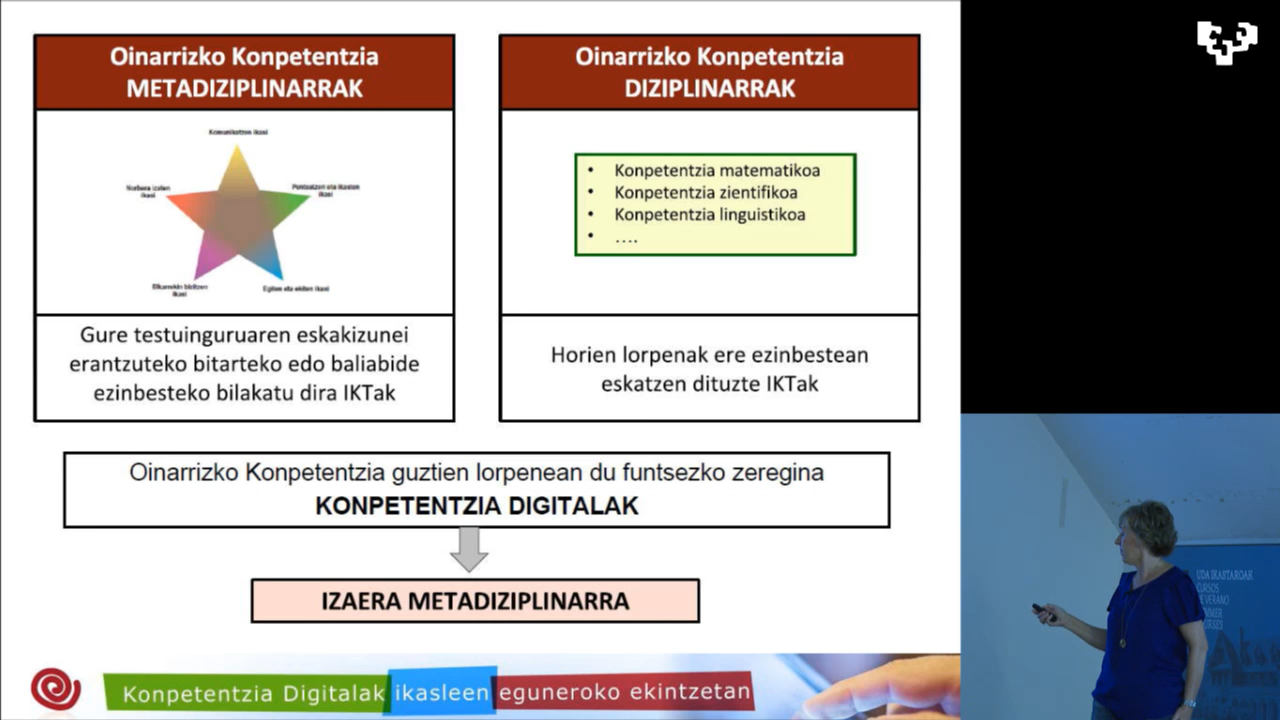 Oinarrizko Konpetentzia
METADIZIPLINARRAK
Komunikatzen ikasi
Norbera izaten
ikasi
Pentsatzen eta ikasten
ikasi
Elkarrekin bizitzen
ikasi
Egiten eta ekiten ikasi
Gure testuinguruaren eskakizunei
erantzuteko bitarteko edo baliabide
ezinbesteko bilakatu dira IKTak
Oinarrizko Konpetentzia
DIZIPLINARRAK
• Konpetentzia matematikoa
• Konpetentzia zientifikoa
• Konpetentzia linguistikoa
• ....
Horien lorpenak ere ezinbestean
eskatzen dituzte IKTak
Oinarrizko Konpetentzia guztien lorpenean du funtsezko zeregina
KONPETENTZIA DIGITALAK
IZAERA METADIZIPLINARRA
Konpetentzia Digitalak ikasleen eguneroko ekintzetan
UDA IKASTAROAK
CURSOS
DE VERANO